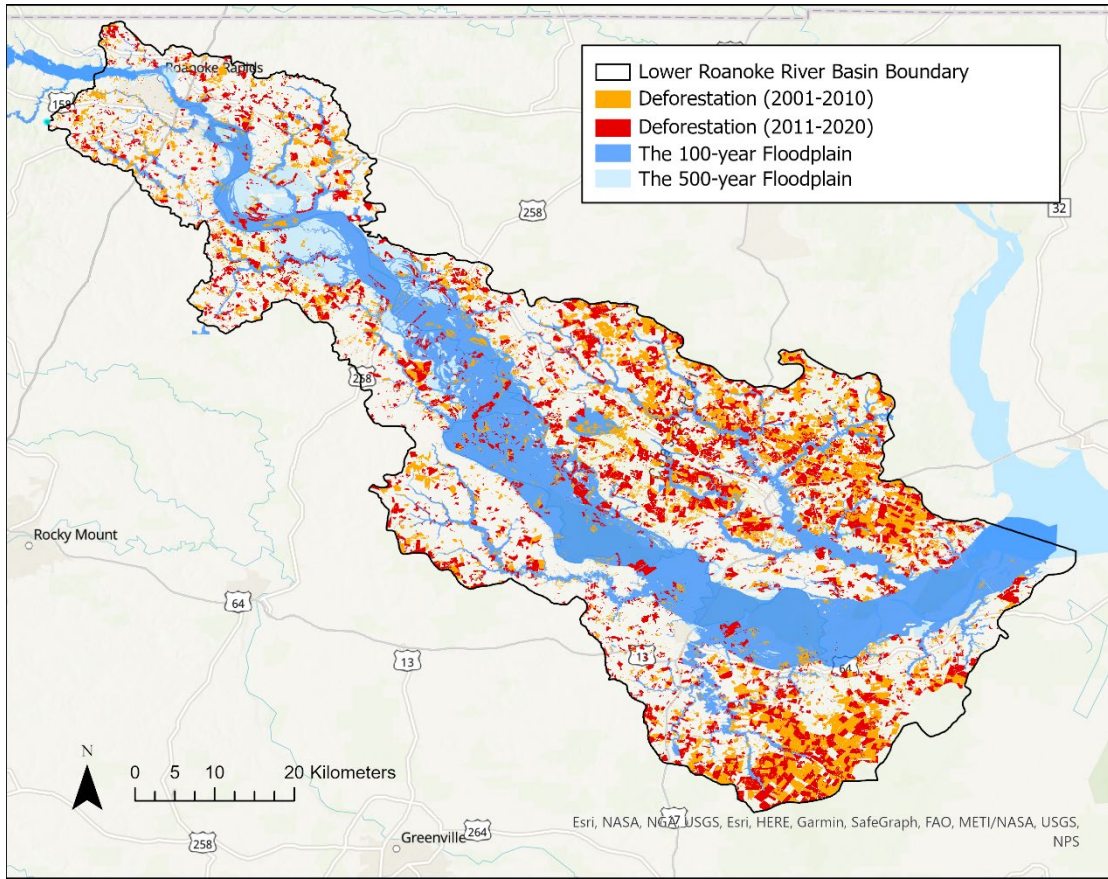 Lower Roanoke River Basin Boundary
Deforestation (2001-2010)
Deforestation (2011-2020)
The 100-year Floodplain
The 500-year Floodplain
Roanoke Rapids
158
258
32
258
Rocky Mount
64
13
13
64
N
0 5 10 20 Kilometers
17
Esri, NASA, NGA, USGS, Esri, HERE, Garmin, SafeGraph, FAO, METI/NASA, USGS,
NPS
258
Greenville
264